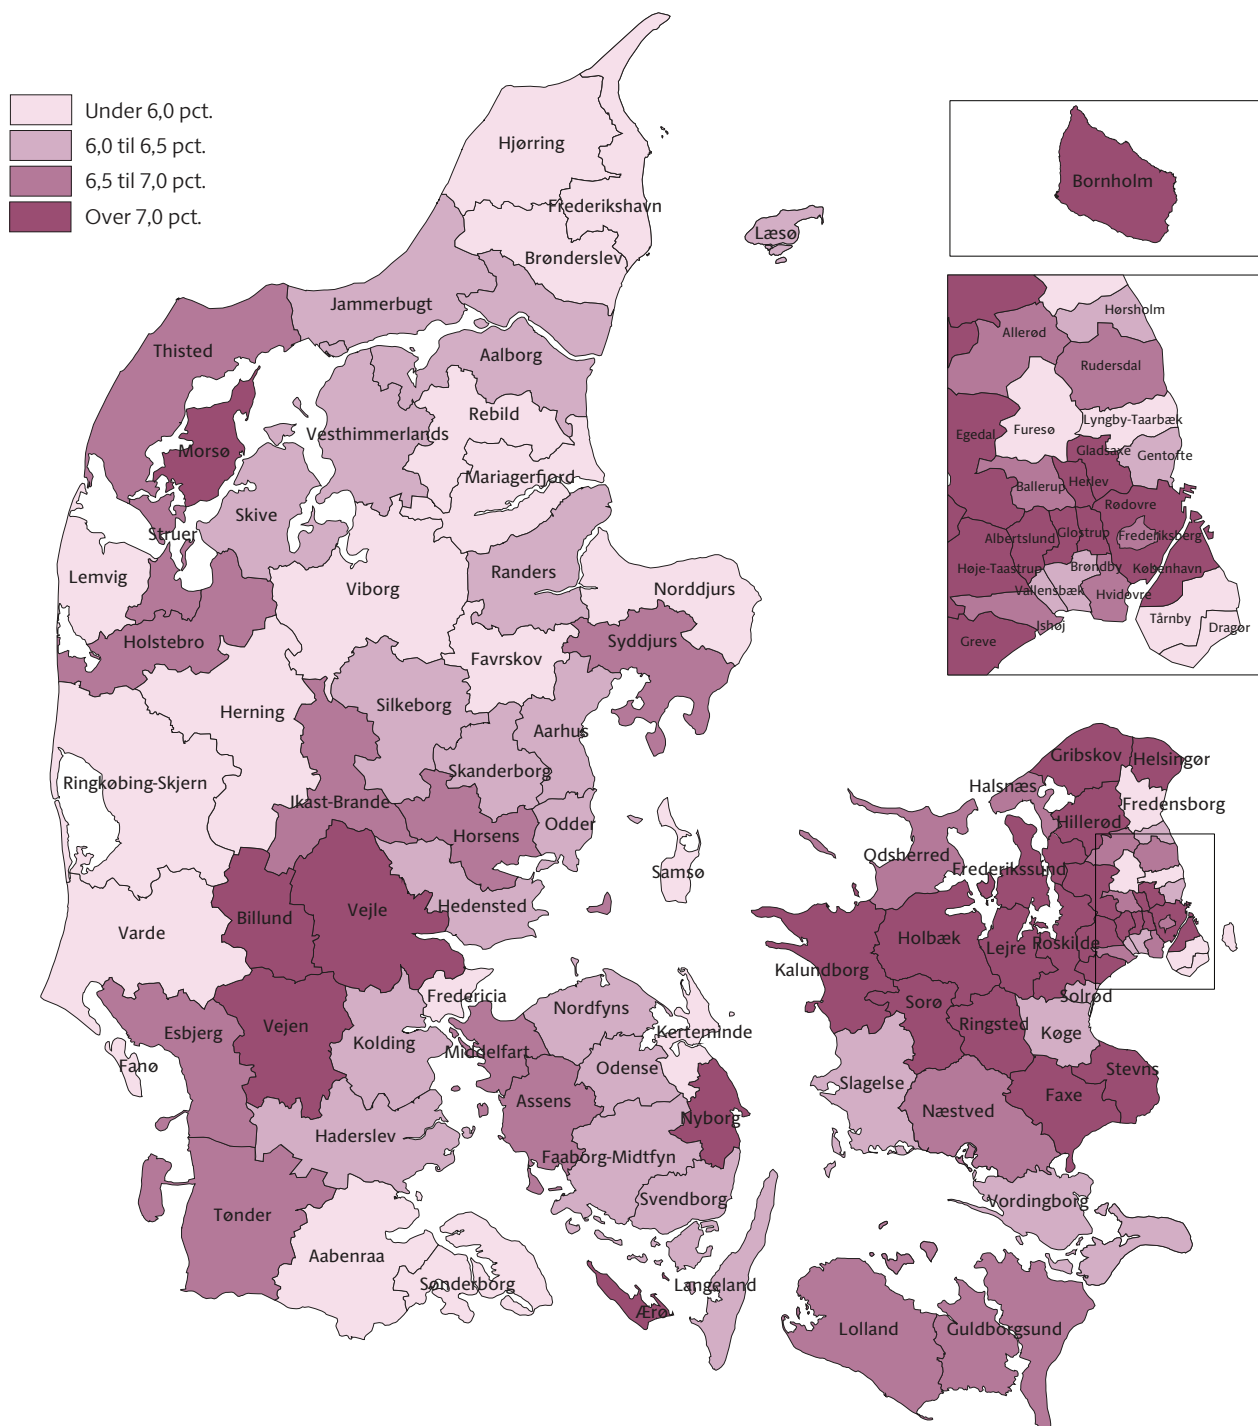 Under 6,0 pct.
6,0 til 6,5 pct.
6,5 til 7,0 pct.
Over 7,0 pct.
Hjørring
Frederikshavn
Brønderslev
Læsø
Jammerbugt
Thisted
Aalborg
Rebild
Vesthimmerlands
Morsø
Mariagerfjord
Skive
Struer
Lemvig
Viborg
Randers
Norddjurs
Holstebro
Favrskov
Syddjurs
Herning
Silkeborg
Aarhus
Skanderborg
Ringkøbing-Skjern
Ikast-Brande
Horsens
Odder
Samsø
Hedensted
Billund
Vejle
Varde
Fredericia
Esbjerg
Vejen
Kolding
Fanø
Haderslev
Tønder
Aabenraa
Sønderborg
Nordfyns
Kerteminde
Middelfart
Odense
Assens
Nyborg
Faaborg-Midtfyn
Svendborg
Langeland
Ærø
Bornholm
Hørsholm
Allerød
Rudersdal
Lyngby-Taarbæk
Furesø
Egedal
Gladsaxe
Gentofte
Ballerup
Herlev
Rødovre
Albertslund
Glostrup
Frederiksberg
Høje-Taastrup
Brøndby
København
Vallensbæk
Hvidovre
Ishøj
Tårnby
Dragør
Greve
Gribskov
Helsingør
Halsnæs
Fredensborg
Hillerød
Odsherred
Frederikssund
Holbæk
Lejre
Roskilde
Kalundborg
Solrød
Sorø
Ringsted
Køge
Stevns
Slagelse
Næstved
Faxe
Vordingborg
Lolland
Guldborgsund